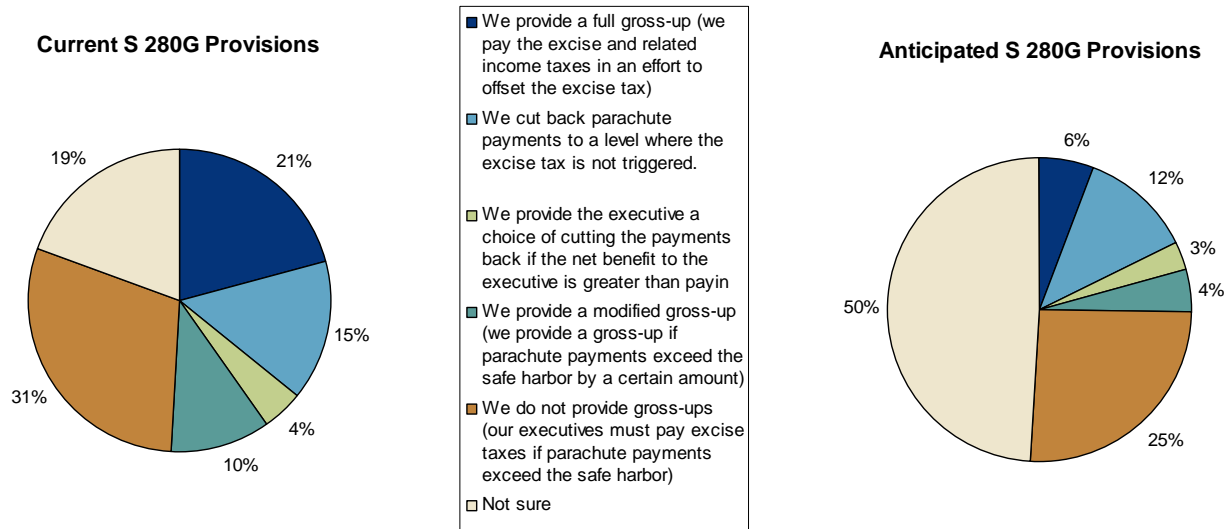 Current S 280G Provisions
19%
21%
15%
4%
10%
31%
We provide a full gross-up (we
pay the excise and related
income taxes in an effort to
offset the excise tax)
We cut back parachute
payments to a level where the
excise tax is not triggered.
We provide the executive a
choice of cutting the payments
back if the net benefit to the
executive is greater than payin
We provide a modified gross-up
(we provide a gross-up if
parachute payments exceed the
safe harbor by a certain amount)
We do not provide gross-ups
(our executives must pay excise
taxes if parachute payments
exceed the safe harbor)
Not sure
Anticipated S 280G Provisions
6%
12%
3%
4%
25%
50%